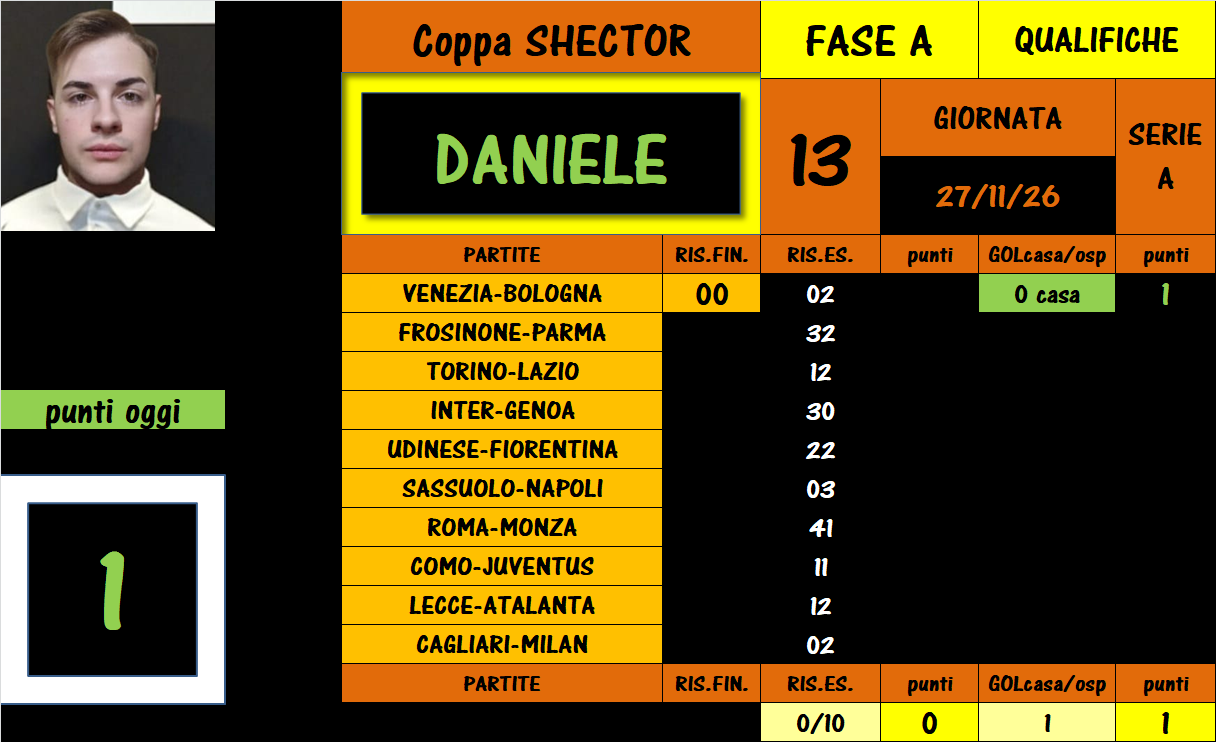 Coppa SHECTOR FASE A QUALIFICHE
DANIELE 13 GIORNATA SERIE A
27/11/26
PARTITE RIS.FIN. RIS.ES. punti GOLcasa/osp punti
VENEZIA-BOLOGNA 00 02 0 casa 1
FROSINONE-PARMA 32
TORINO-LAZIO 12
INTER-GENOA 30
UDINESE-FIORENTINA 22
SASSUOLO-NAPOLI 03
ROMA-MONZA 41
COMO-JUVENTUS 11
LECCE-ATALANTA 12
CAGLIARI-MILAN 02
PARTITE RIS.FIN. RIS.ES. punti GOLcasa/osp punti
0/10 0 1 1
punti oggi
1